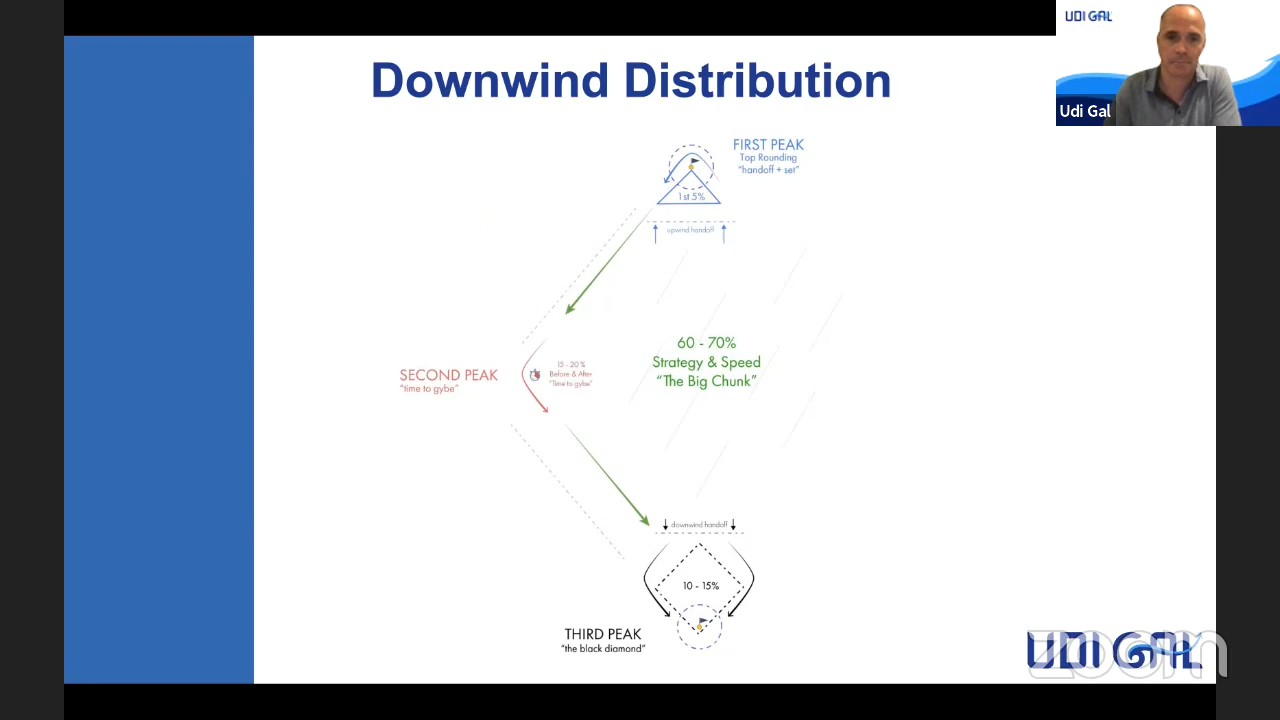 Downwind Distribution
UDI GAL
Udi Gal
FIRST PEAK
Top Rounding
"handoff + set"
1st 5%
upwind handoff
60 - 70%
Strategy & Speed
"The Big Chunk"
SECOND PEAK
"time to gybe"
15 - 20 %
Before & After
"Time to gybe"
downwind handoff
10 - 15%
THIRD PEAK
"the black diamond"
UDI GAL
zoom